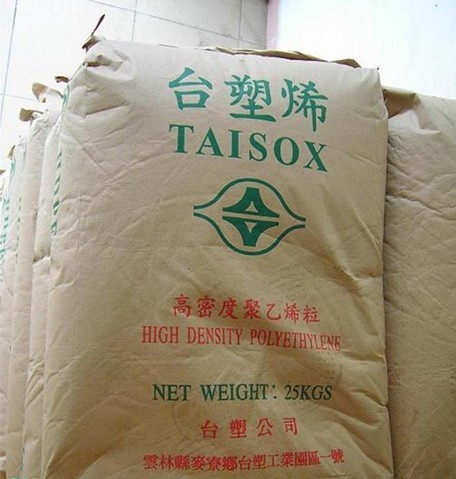 台塑烯
TAISOX
高密度聚乙烯粒
HIGH DENSITY POLYETHYLENE
NET WEIGHT: 25KGS
台塑公司
雲林縣麥寮鄉台塑工業園區一號